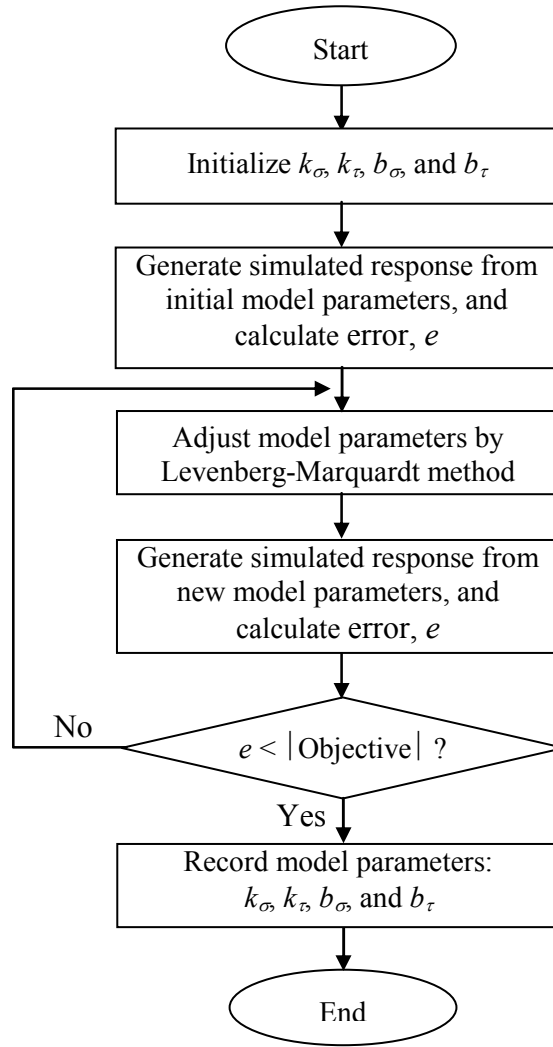 Start
Initialize kσ, kτ, bσ, and bτ
Generate simulated response from
initial model parameters, and
calculate error, e
Adjust model parameters by
Levenberg-Marquardt method
Generate simulated response from
new model parameters, and
calculate error, e
No
e < |Objective| ?
Yes
Record model parameters:
kσ, kτ, bσ, and bτ
End